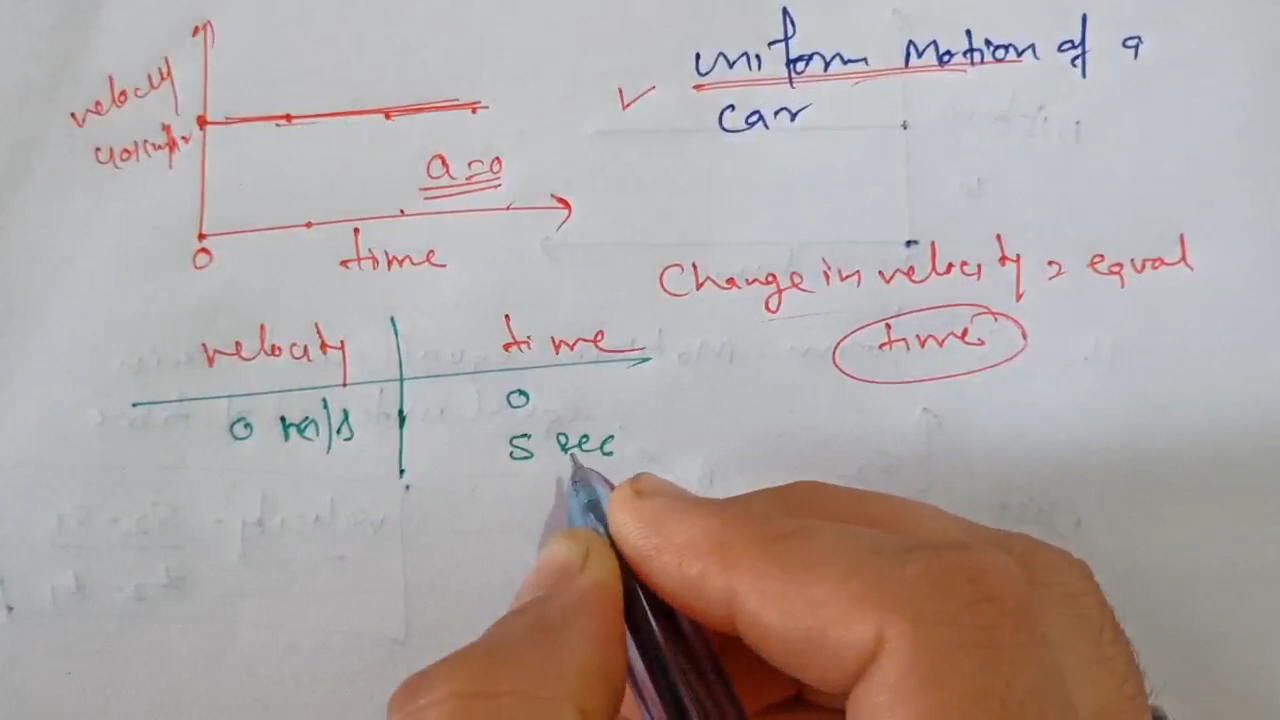 uniform Motion of a
car
velocity
a=0
0
time
Change in velocity, equal
time
velocity time
0 m/s 0
5 sec